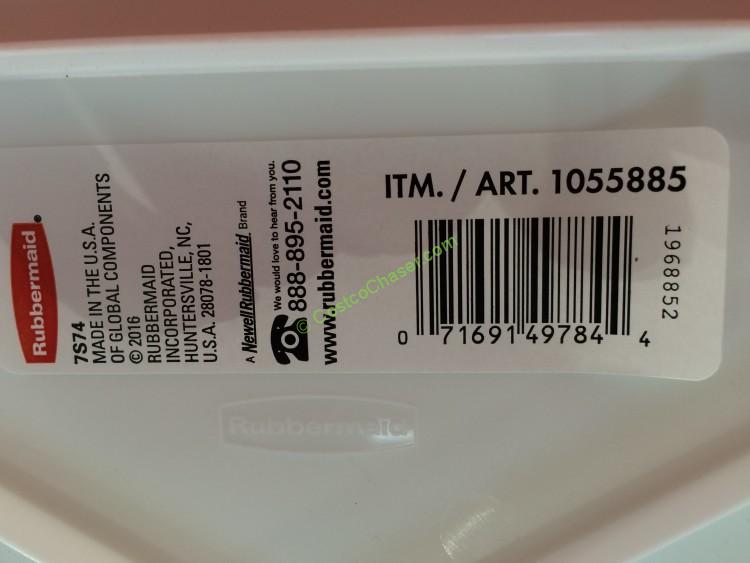 Rubbermaid®
7S74
MADE IN THE U.S.A.
OF GLOBAL COMPONENTS
© 2016
RUBBERMAID
INCORPORATED,
HUNTERSVILLE, NC,
U.S.A. 28078-1801
A NewellRubbermaid Brand
We would love to hear from you.
888-895-2110
www.rubbermaid.com
ITM. / ART. 1055885
1968852
0 71691 49784 4
© CostcoChaser.com
Rubbermaid